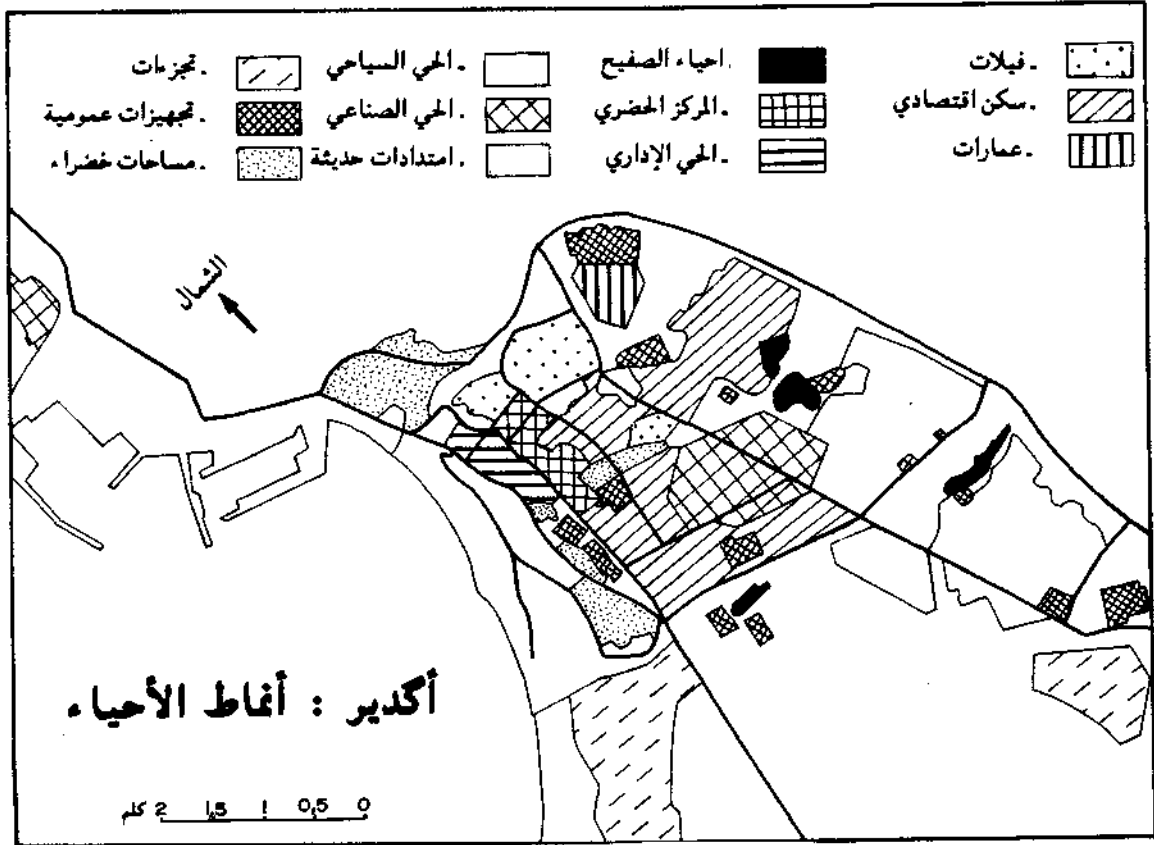 .فيلات
.احياء الصفيح
.الحي السياحي
.تجزءات
.سكن اقتصادي
.المركز الحضري
.الحي الصناعي
.تجهيزات عمومية
.عمارات
.الحي الإداري
.امتدادات حديثة
.مساحات خضراء
الشمال
أكدير : أنماط الأحياء
2 1,5 1 0,5 0 كلم